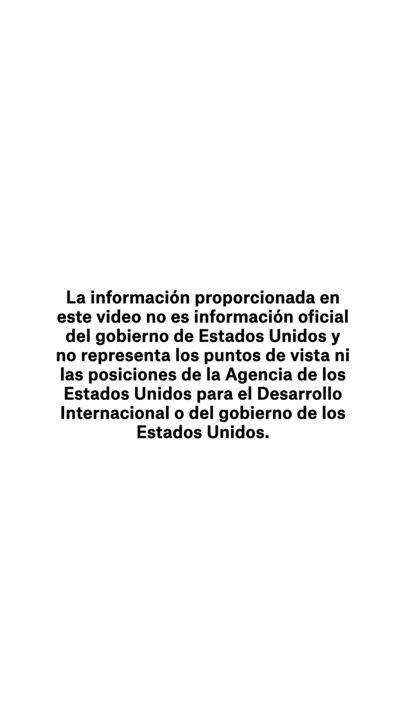 La información proporcionada en
este video no es información oficial
del gobierno de Estados Unidos y
no representa los puntos de vista ni
las posiciones de la Agencia de los
Estados Unidos para el Desarrollo
Internacional o del gobierno de los
Estados Unidos.